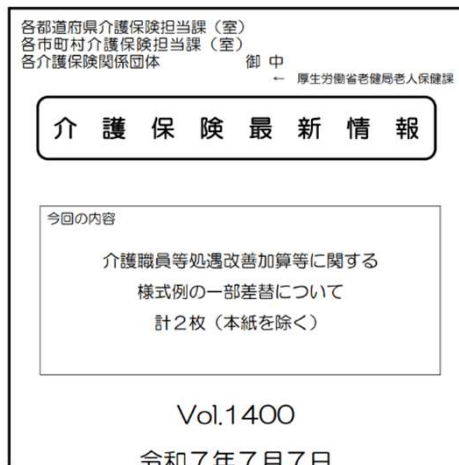 各都道府県介護保険担当課（室）
各市町村介護保険担当課（室）
各介護保険関係団体　　御 中
← 厚生労働省老健局老人保健課
介 護 保 険 最 新 情 報
今回の内容
介護職員等処遇改善加算等に関する
様式例の一部差替について
計２枚（本紙を除く）
Vol.1400
令和７年７月７日